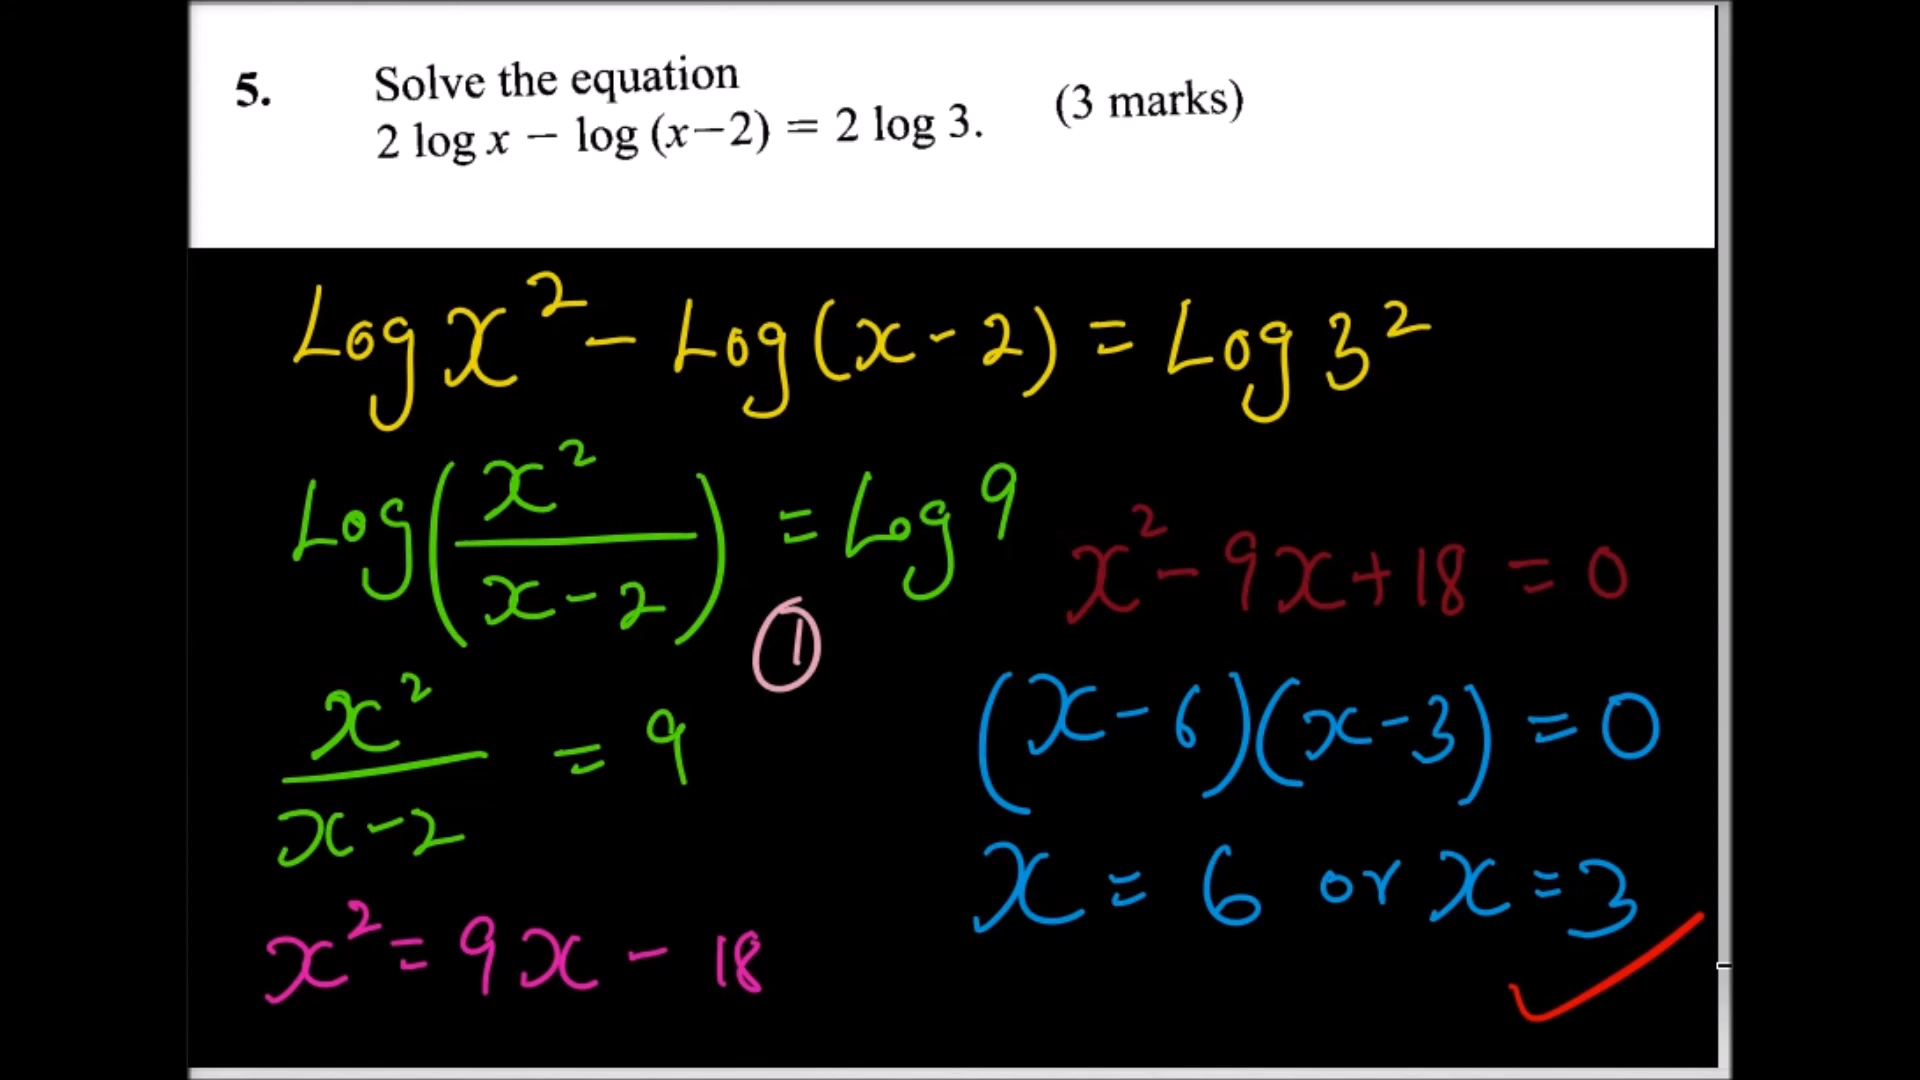 5. Solve the equation (3 marks)
2 log x − log (x−2) = 2 log 3.
Log x² − Log(x-2) = Log 3²
Log(x²/(x-2)) = Log 9
①
x²/(x-2) = 9
x² = 9x - 18
x² - 9x + 18 = 0
(x-6)(x-3) = 0
x = 6 or x = 3